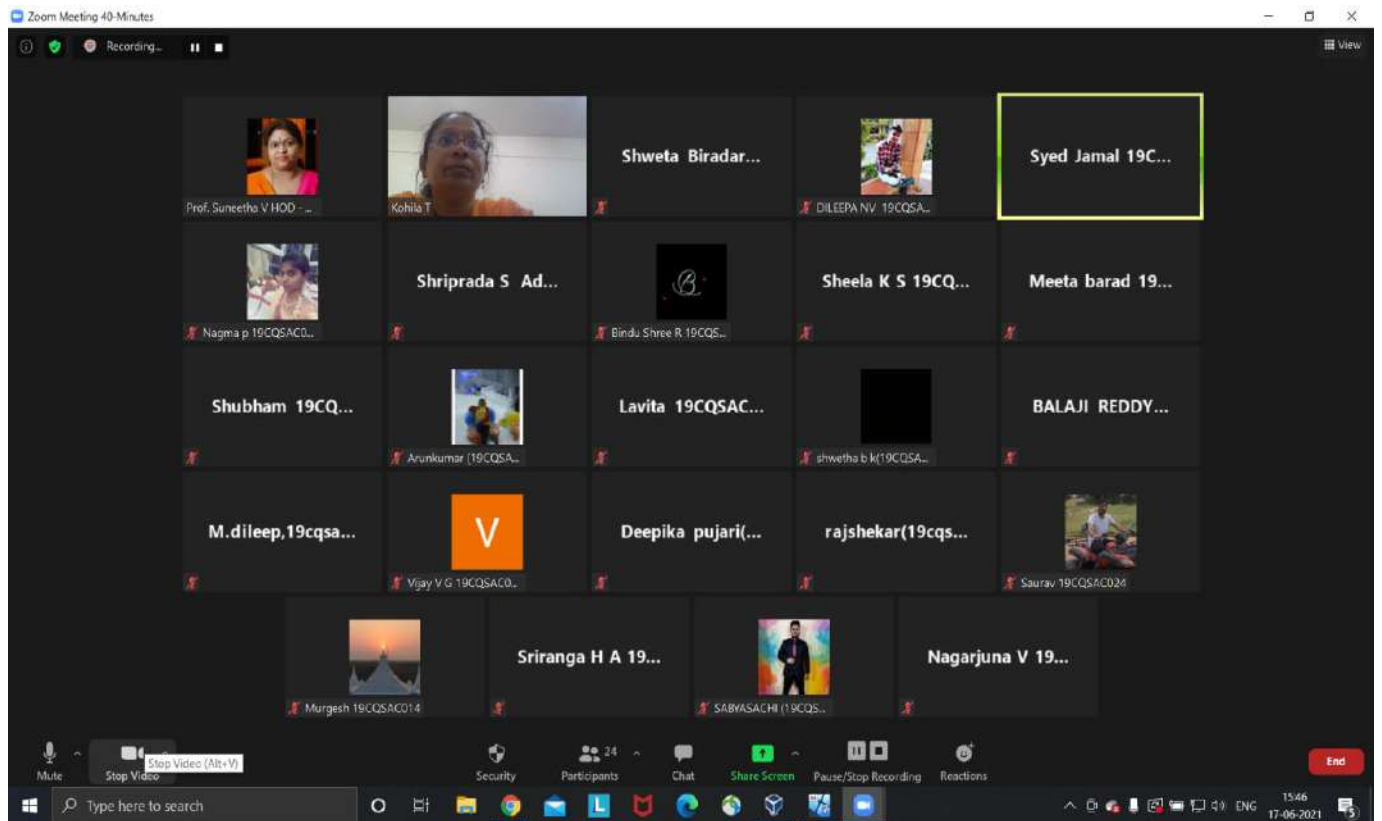 Zoom Meeting 40-Minutes
Recording...
View
Prof. Suneetha V HOD - ...
Kohila T
Shweta Biradar...
DILEEPA NV 19CQSA...
Syed Jamal 19C...
Nagma p 19CQSAC0...
Shriprada S Ad...
Bindu Shree R 19CQS...
Sheela K S 19CQ...
Meeta barad 19...
Shubham 19CQ...
Arunkumar (19CQSA...
Lavita 19CQSAC...
shwetha b k(19CQSA...
BALAJI REDDY...
M.dileep,19cqsa...
V
Vijay V G 19CQSAC0...
Deepika pujari(...
rajshekar(19cqs...
Saurav 19CQSAC024
Murgesh 19CQSAC014
Sriranga H A 19...
SABYASACHI (19CQS...
Nagarjuna V 19...
Mute
Stop Video
Stop Video (Alt+V)
Security
24
Participants
Chat
Share Screen
Pause/Stop Recording
Reactions
End
Type here to search
L
ENG
15:46
17-06-2021
5